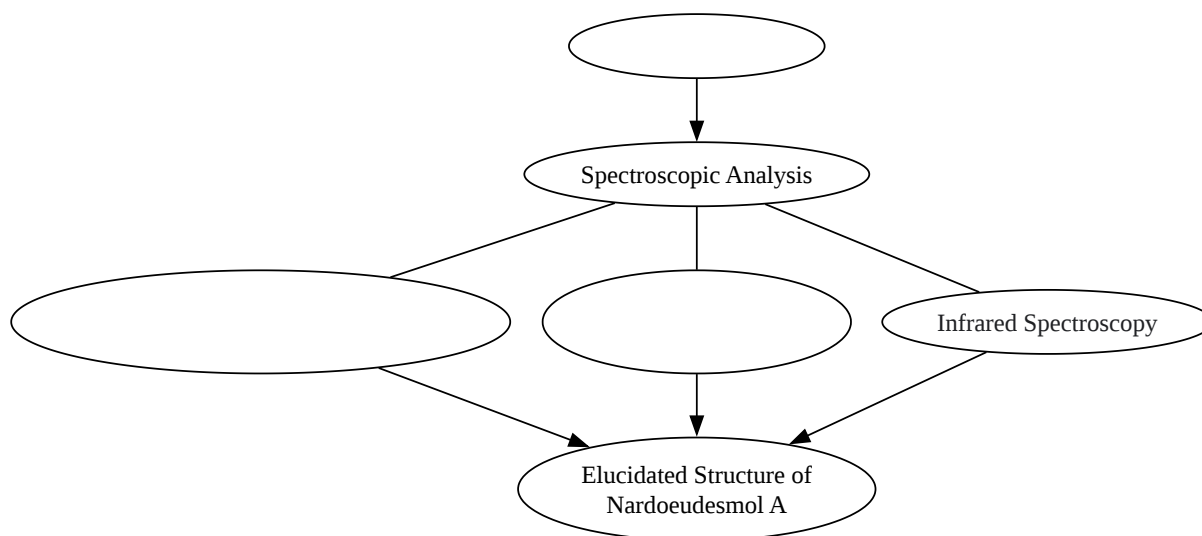 Spectroscopic Analysis
Infrared Spectroscopy
Elucidated Structure of
Nardoeudesmol A